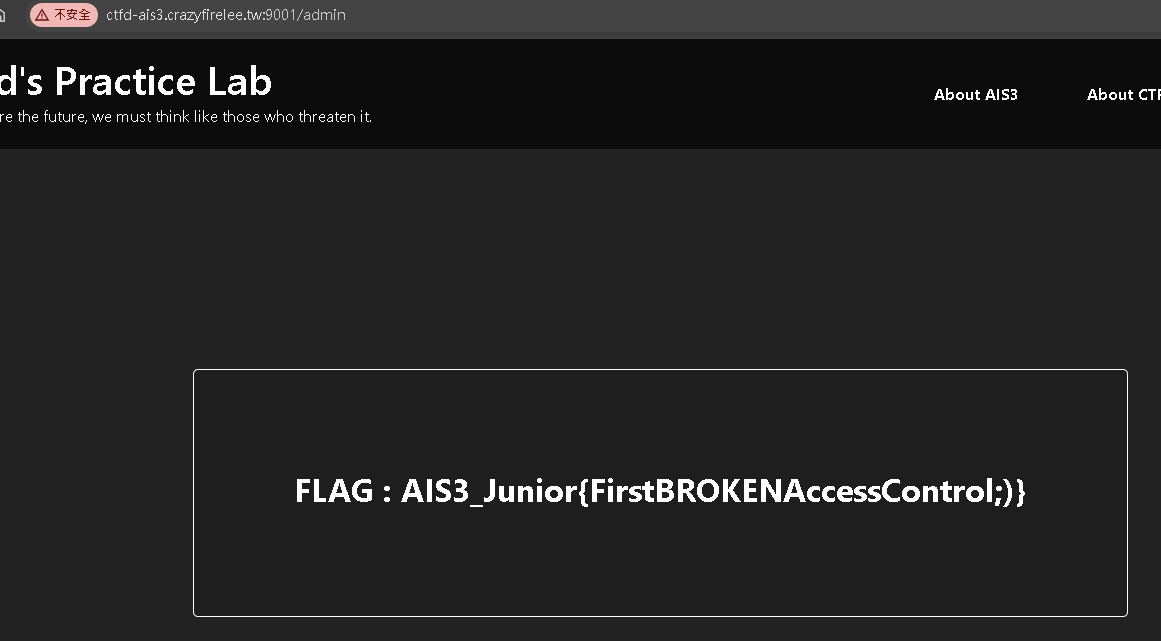 不安全 ctfd-ais3.crazyfirelee.tw:9001/admin
d's Practice Lab
re the future, we must think like those who threaten it.
About AIS3
About CTF
FLAG : AIS3_Junior{FirstBROKENAccessControl;)}